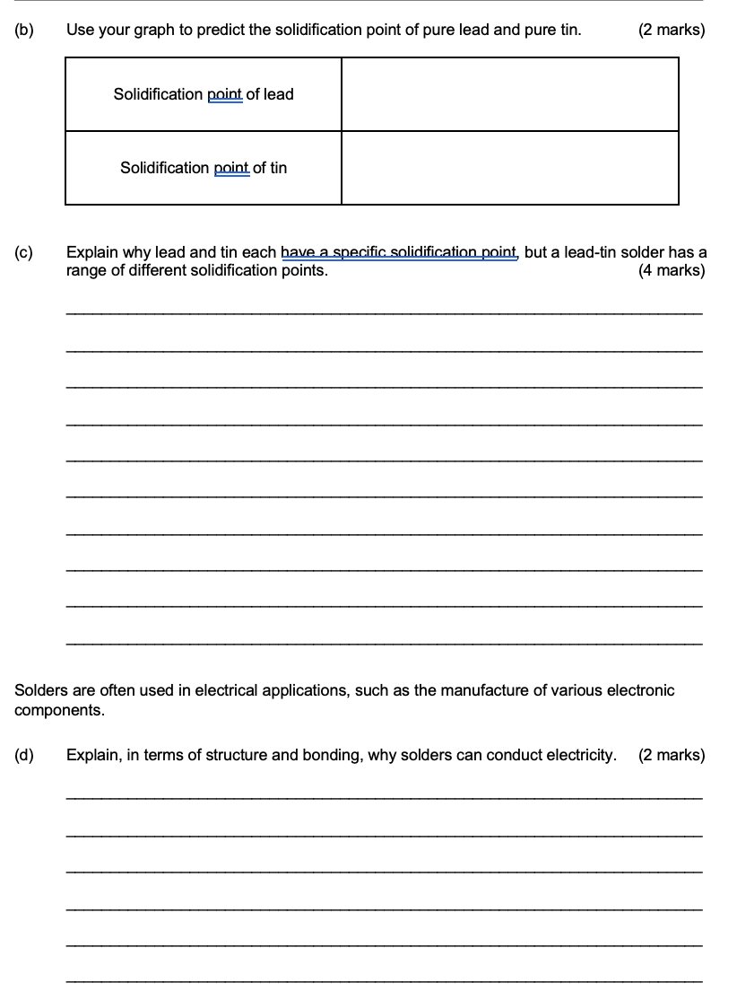 (b) Use your graph to predict the solidification point of pure lead and pure tin. (2 marks)
Solidification point of lead
Solidification point of tin
(c) Explain why lead and tin each have a specific solidification point, but a lead-tin solder has a
range of different solidification points. (4 marks)
Solders are often used in electrical applications, such as the manufacture of various electronic
components.
(d) Explain, in terms of structure and bonding, why solders can conduct electricity. (2 marks)